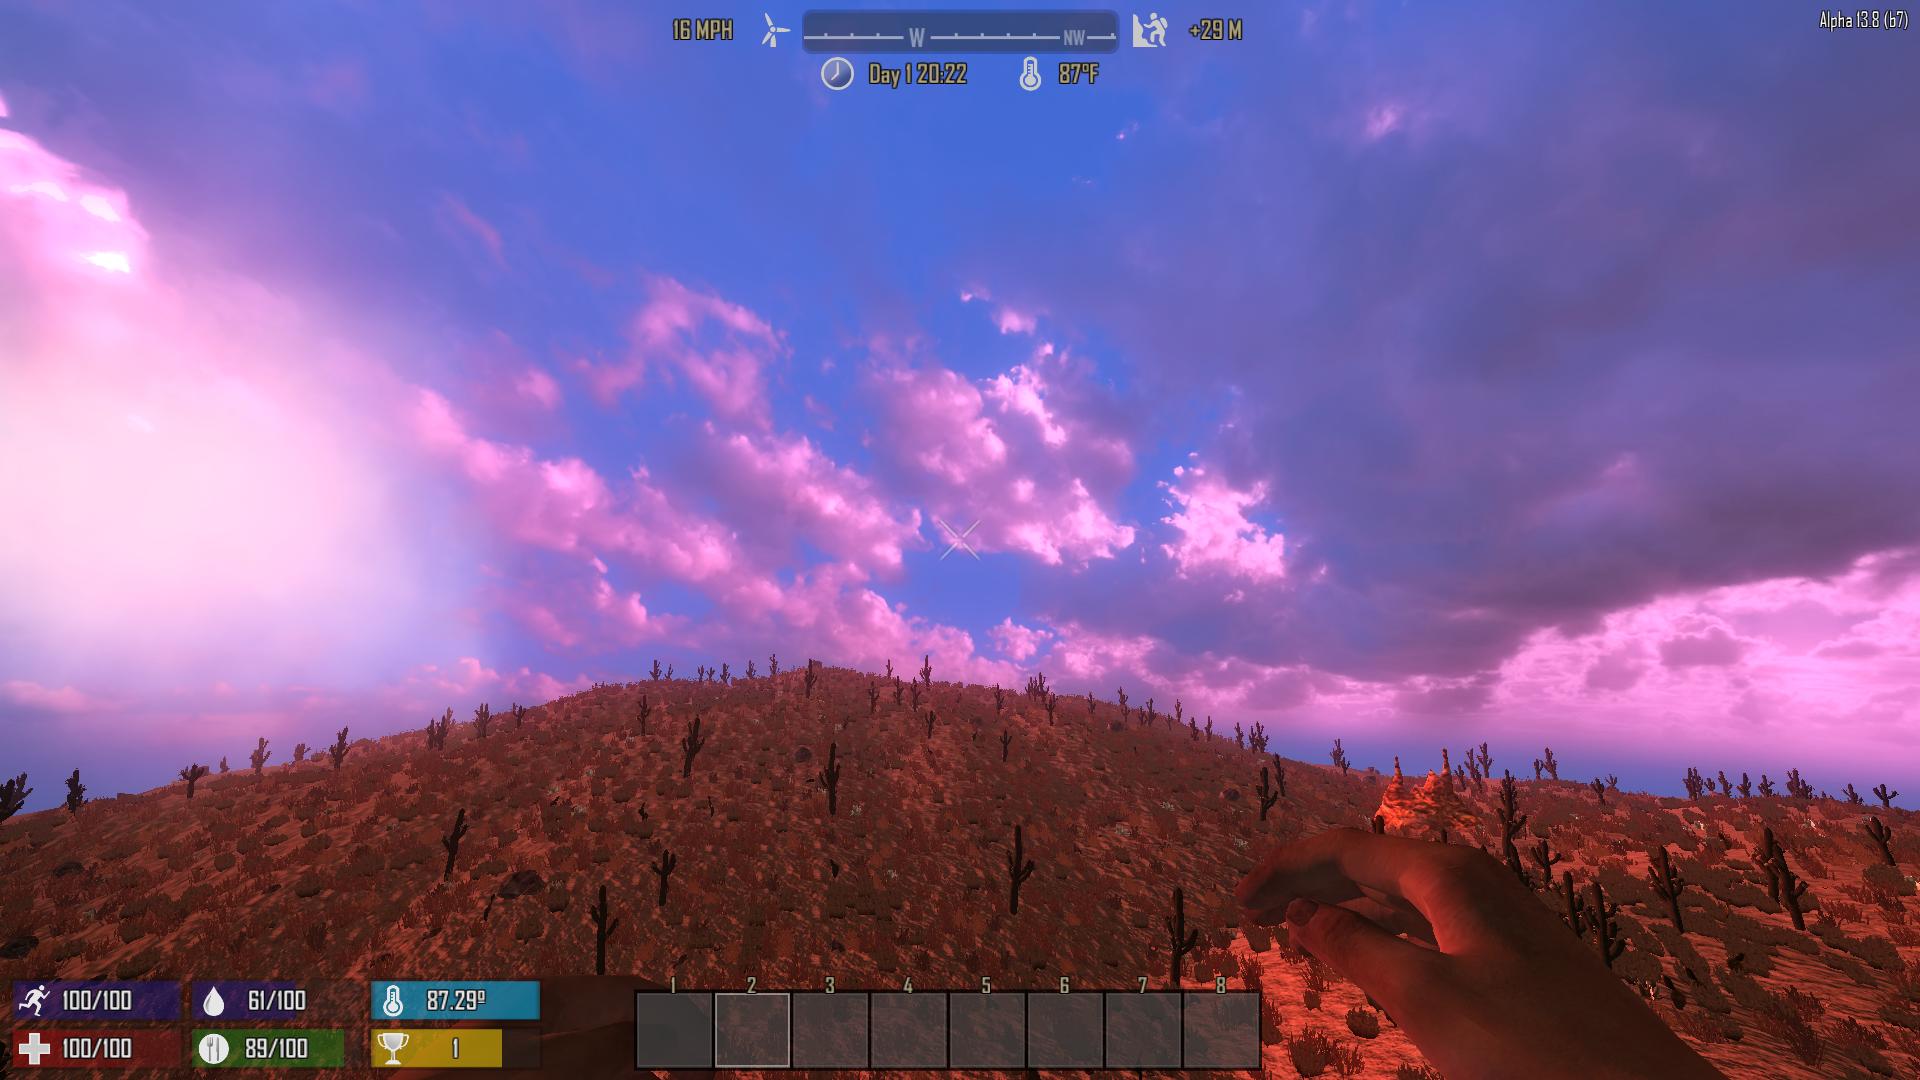 16 MPH W NW +29 M Alpha 13.8 (b7)
Day 1 20:22 87°F
100/100 61/100 87.29º
100/100 89/100 1
1 2 3 4 5 6 7 8